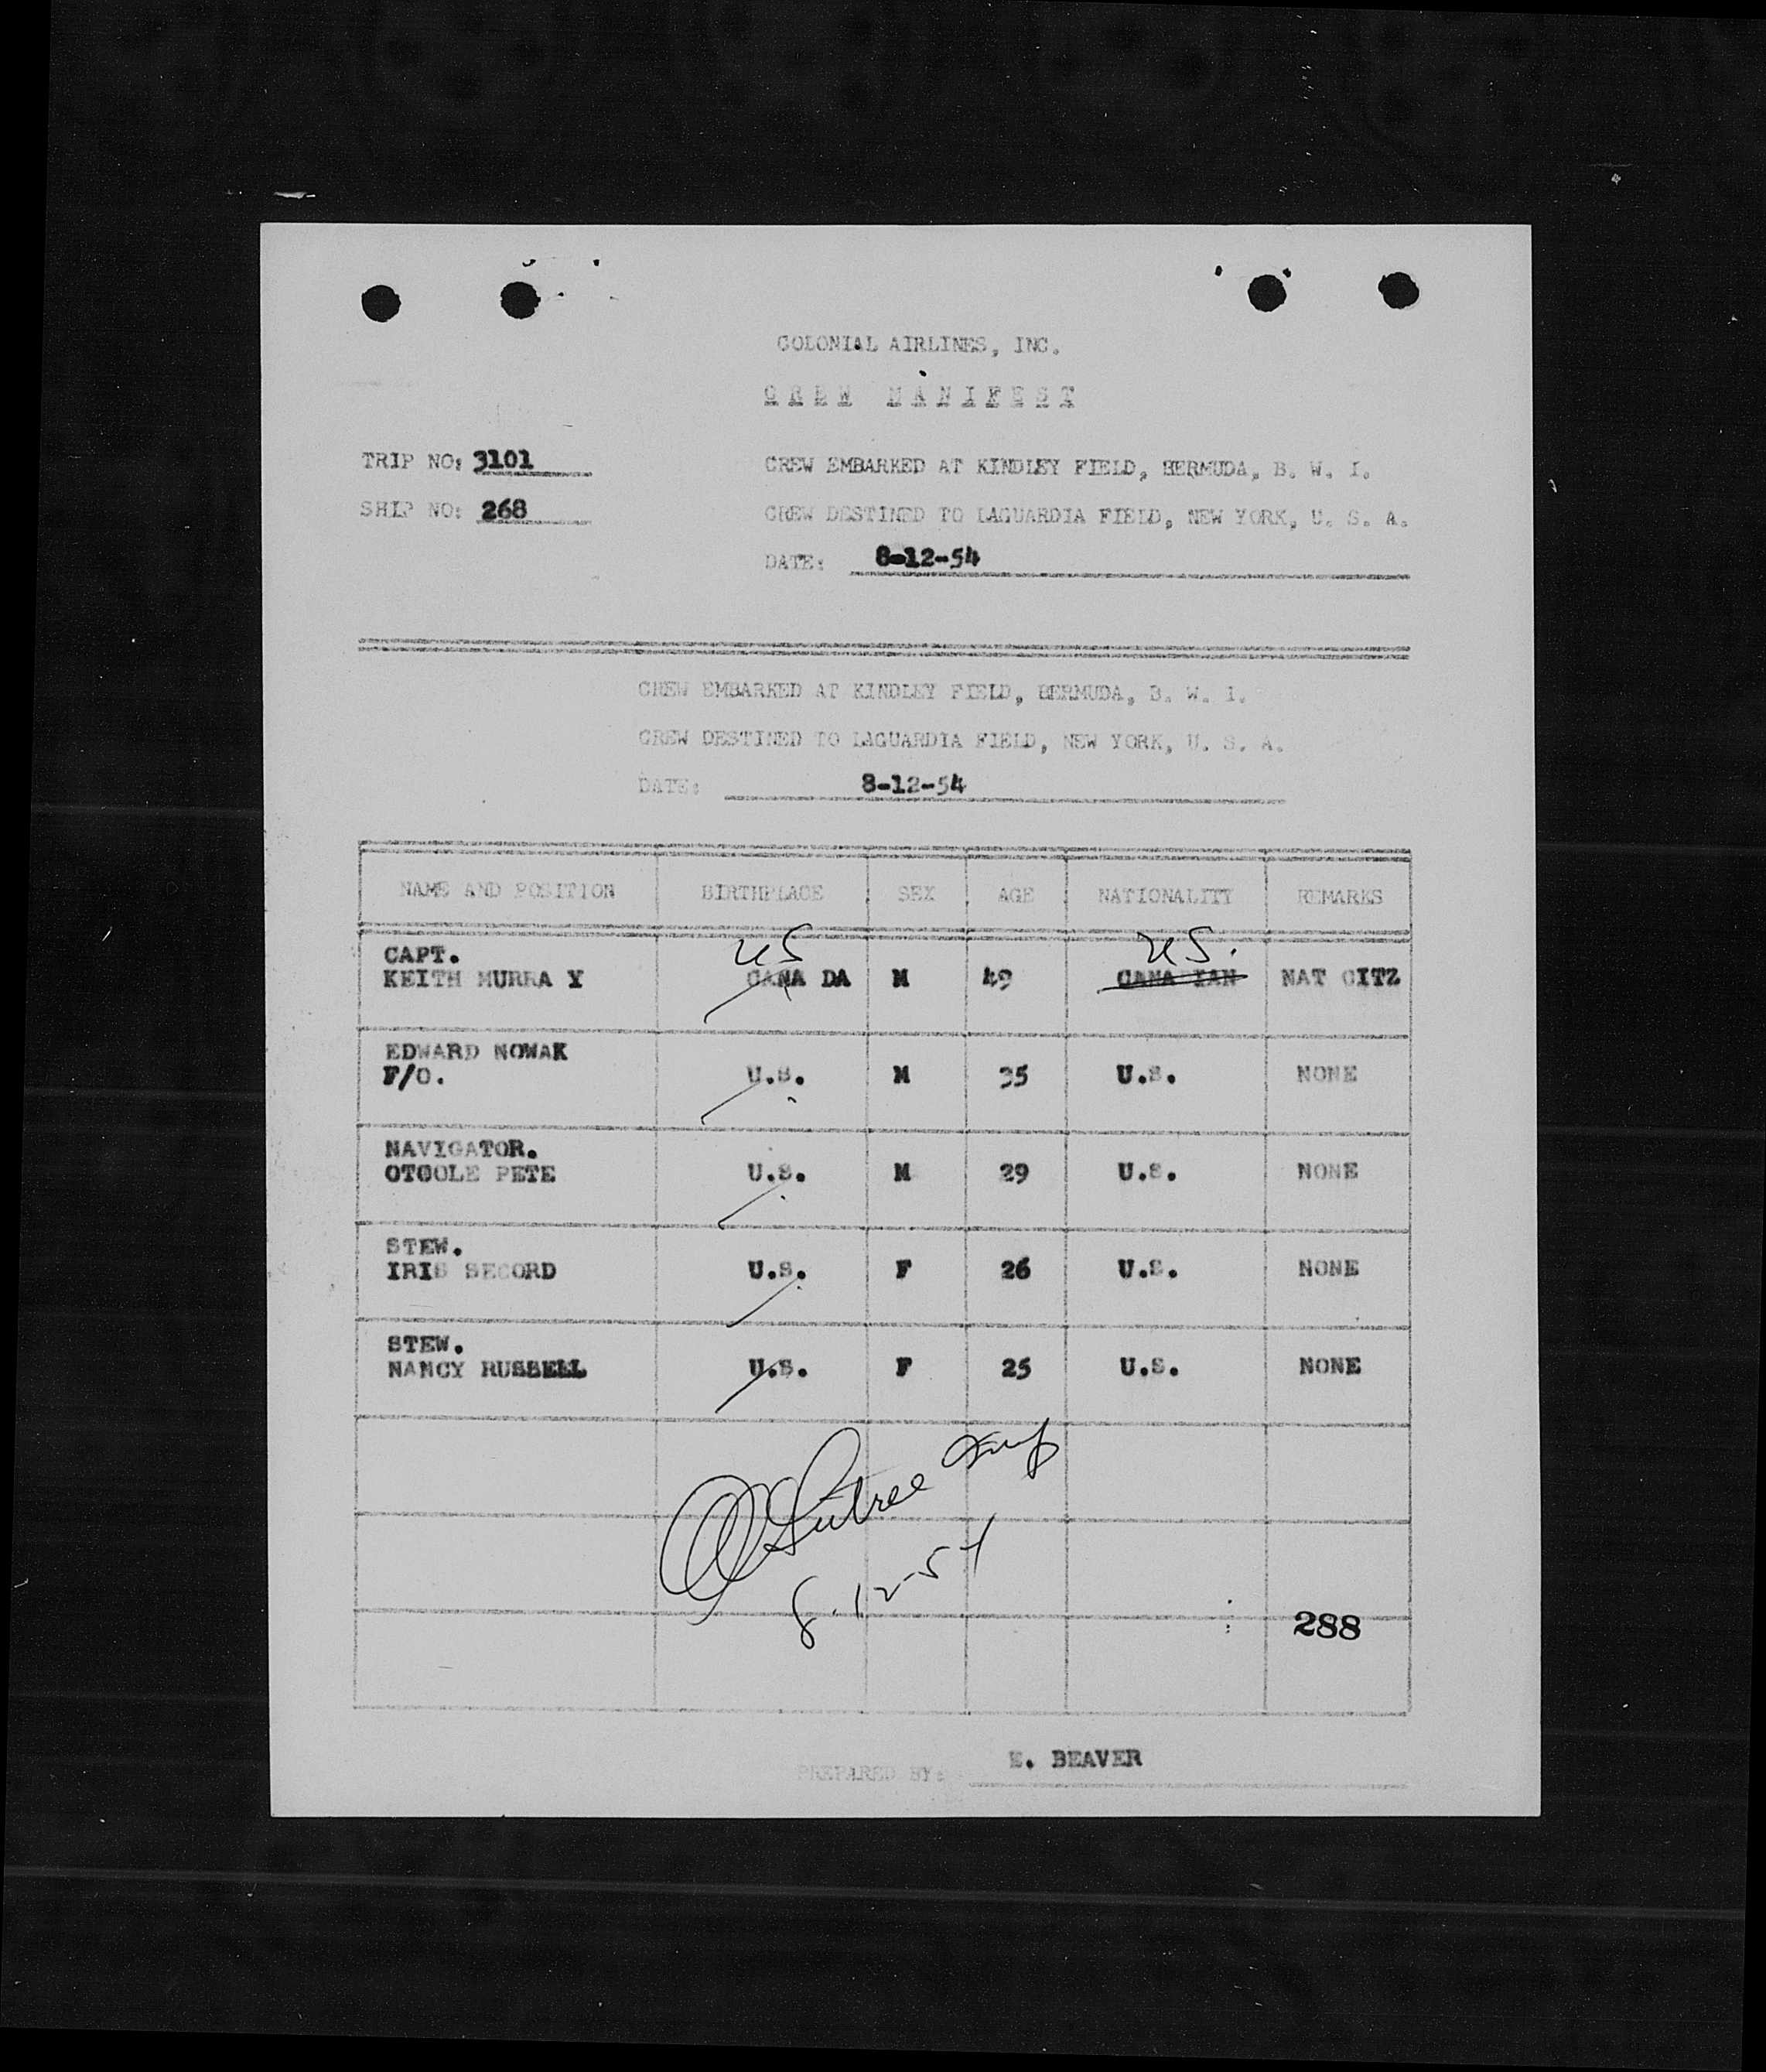 COLONIAL AIRLINES, INC.
CREW MANIFEST
TRIP NO: 3101
CREW EMBARKED AT KINDLEY FIELD, BERMUDA, B. W. I.
SHIP NO: 268
CREW DESTINED TO LAGUARDIA FIELD, NEW YORK, U. S. A.
DATE: 8-12-54
CREW EMBARKED AT KINDLEY FIELD, BERMUDA, B. W. I.
CREW DESTINED TO LAGUARDIA FIELD, NEW YORK, U. S. A.
DATE: 8-12-54
NAME AND POSITION BIRTHPLACE SEX AGE NATIONALITY REMARKS
CAPT. US US.
KEITH MURRA Y CANA DA M 49 CANA IAN NAT CITZ
EDWARD NOWAK
F/O. U.S. M 35 U.S. NONE
NAVIGATOR.
OTOOLE PETE U.S. M 29 U.S. NONE
STEW.
IRIS SECORD U.S. F 26 U.S. NONE
STEW.
NANCY RUSSELL U.S. F 25 U.S. NONE
8-12-54
288
PREPARED BY: E. BEAVER